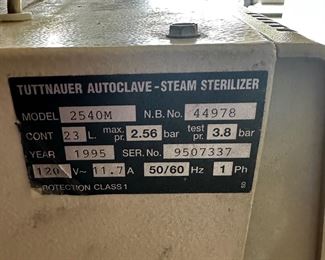 TUTTNAUER AUTOCLAVE-STEAM STERILIZER
MODEL 2540M N.B. No. 44978
CONT 23 L. max. pr. 2.56 bar test pr. 3.8 bar
YEAR 1995 SER. No. 9507337
120 V~ 11.7 A 50/60 Hz 1 Ph
ROTECTION CLASS 1